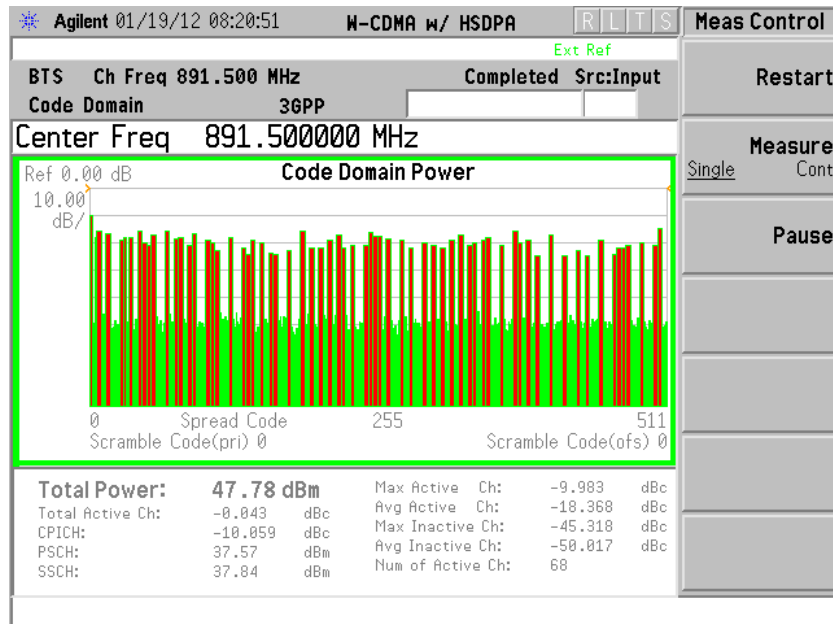 Agilent 01/19/12 08:20:51 W-CDMA w/ HSDPA R L T S Meas Control
Ext Ref
BTS Ch Freq 891.500 MHz Completed Src:Input
Code Domain 3GPP
Restart
Center Freq 891.500000 MHz
Measure
Single Cont
Ref 0.00 dB Code Domain Power
10.00
dB/
Pause
0 Spread Code 255 511
Scramble Code(pri) 0 Scramble Code(ofs) 0
Total Power: 47.78 dBm Max Active Ch: -9.983 dBc
Total Active Ch: -0.043 dBc Avg Active Ch: -18.368 dBc
CPICH: -10.059 dBc Max Inactive Ch: -45.318 dBc
PSCH: 37.57 dBm Avg Inactive Ch: -50.017 dBc
SSCH: 37.84 dBm Num of Active Ch: 68